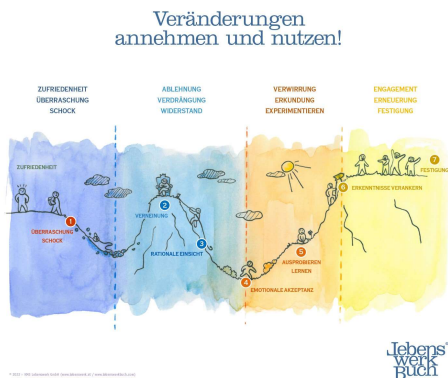 Veränderungen
annehmen und nutzen!
ZUFRIEDENHEIT
ÜBERRASCHUNG
SCHOCK
ABLEHNUNG
VERDRÄNGUNG
WIDERSTAND
VERWIRRUNG
ERKUNDUNG
EXPERIMENTIEREN
ENGAGEMENT
ERNEUERUNG
FESTIGUNG
ZUFRIEDENHEIT
1
ÜBERRASCHUNG
SCHOCK
2
VERNEINUNG
3
RATIONALE EINSICHT
4
EMOTIONALE AKZEPTANZ
5
AUSPROBIEREN
LERNEN
6
ERKENNTNISSE VERANKERN
7
FESTIGUNG
Jebens®
werk
Buch